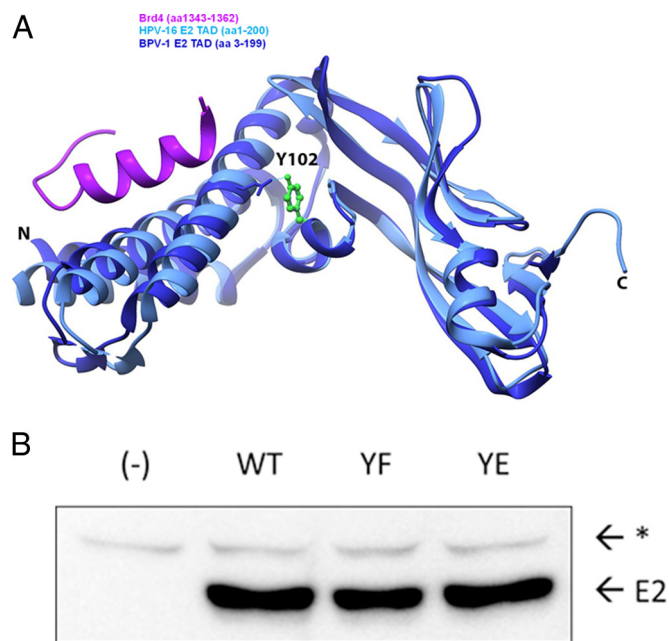 A
Brd4 (aa1343-1362)
HPV-16 E2 TAD (aa1-200)
BPV-1 E2 TAD (aa 3-199)
Y102
N
C
B
(-) WT YF YE
← *
← E2